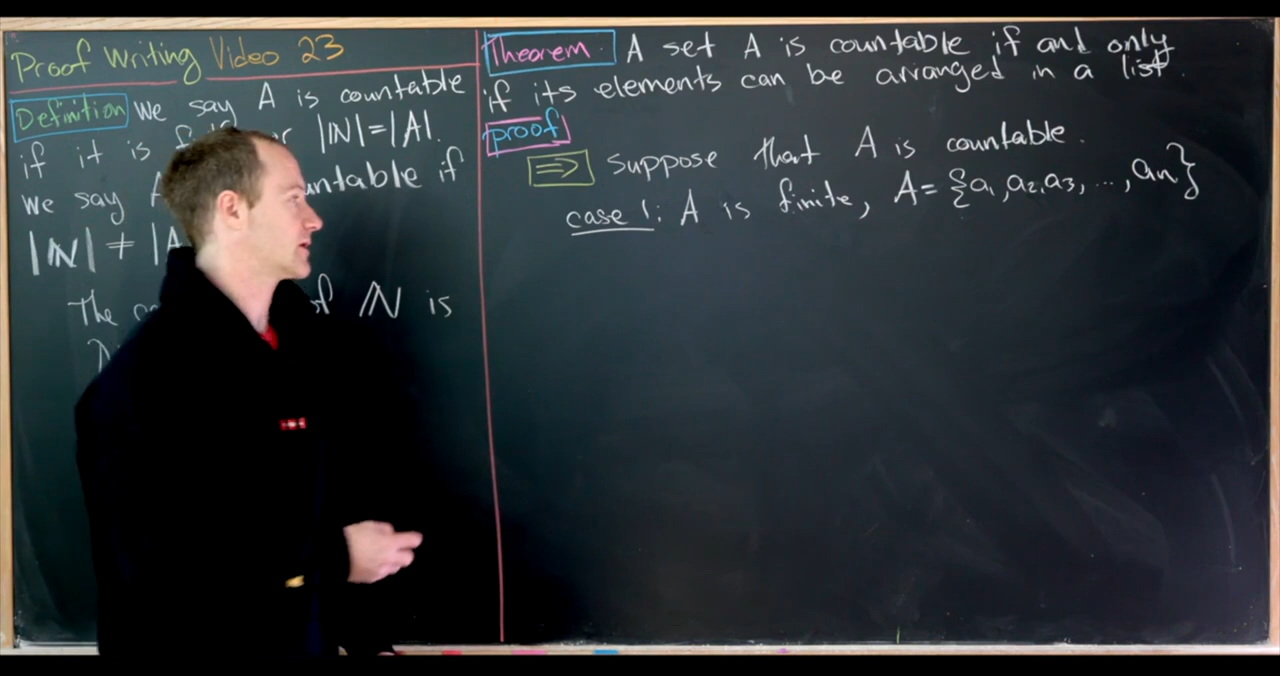 Proof Writing Video 23
Definition We say A is countable
if it is |ℕ|=|A|.
We say if
|ℕ| ≠ |A
The of ℕ is
Theorem A set A is countable if and only
if its elements can be arranged in a list.
proof
⟹ Suppose that A is countable.
case 1: A is finite, A = {a₁, a₂, a₃, ..., aₙ}